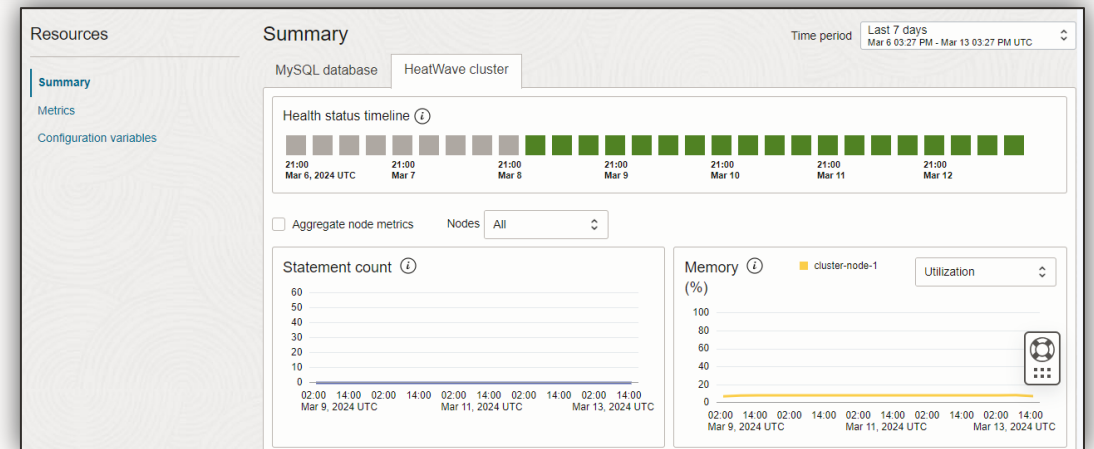 Resources
Summary
Metrics
Configuration variables
Summary
Time period
Last 7 days
Mar 6 03:27 PM - Mar 13 03:27 PM UTC
MySQL database
HeatWave cluster
Health status timeline
21:00 21:00 21:00 21:00 21:00 21:00 21:00
Mar 6, 2024 UTC Mar 7 Mar 8 Mar 9 Mar 10 Mar 11 Mar 12
Aggregate node metrics
Nodes All
Statement count
60
50
40
30
20
10
0
02:00 14:00 02:00 14:00 02:00 14:00 02:00 14:00 02:00 14:00
Mar 9, 2024 UTC Mar 11, 2024 UTC Mar 13, 2024 UTC
Memory
(%)
cluster-node-1
Utilization
100
80
60
40
20
0
02:00 14:00 02:00 14:00 02:00 14:00 02:00 14:00 02:00 14:00
Mar 9, 2024 UTC Mar 11, 2024 UTC Mar 13, 2024 UTC